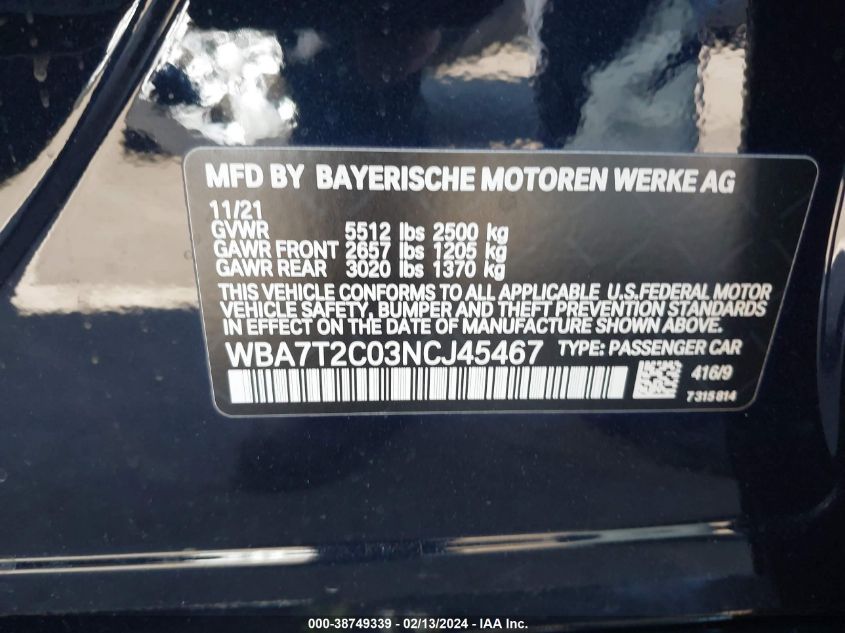 MFD BY BAYERISCHE MOTOREN WERKE AG
11/21
GVWR 5512 lbs 2500 kg
GAWR FRONT 2657 lbs 1205 kg
GAWR REAR 3020 lbs 1370 kg
THIS VEHICLE CONFORMS TO ALL APPLICABLE U.S.FEDERAL MOTOR
VEHICLE SAFETY, BUMPER AND THEFT PREVENTION STANDARDS
IN EFFECT ON THE DATE OF MANUFACTURE SHOWN ABOVE.
WBA7T2C03NCJ45467 TYPE: PASSENGER CAR
416/9
7315814
000-38749339 - 02/13/2024 - IAA Inc.